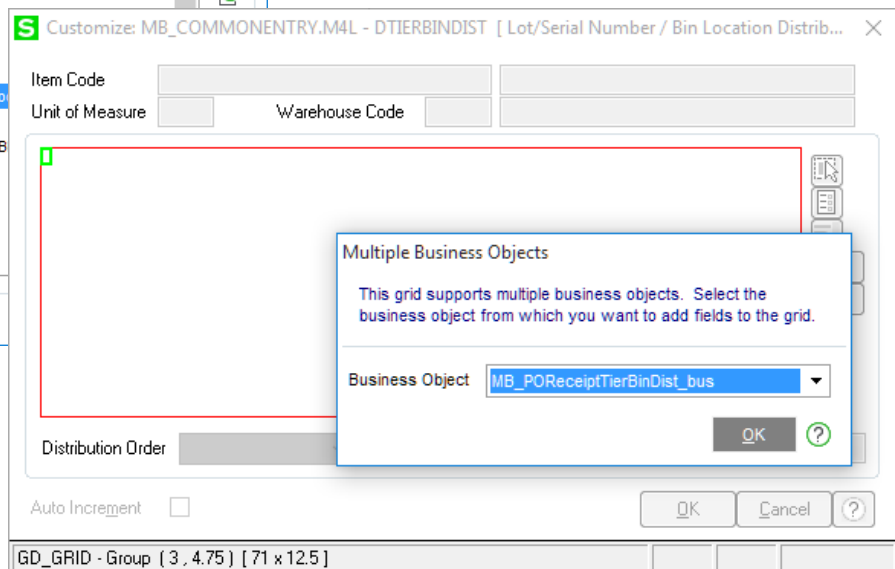 S Customize: MB_COMMONENTRY.M4L - DTIERBINDIST [ Lot/Serial Number / Bin Location Distrib...
Item Code
Unit of Measure Warehouse Code
Multiple Business Objects
This grid supports multiple business objects. Select the
business object from which you want to add fields to the grid.
Business Object MB_POReceiptTierBinDist_bus
OK ?
Distribution Order
Auto Increment OK Cancel ?
GD_GRID - Group ( 3 , 4.75 ) [ 71 x 12.5 ]